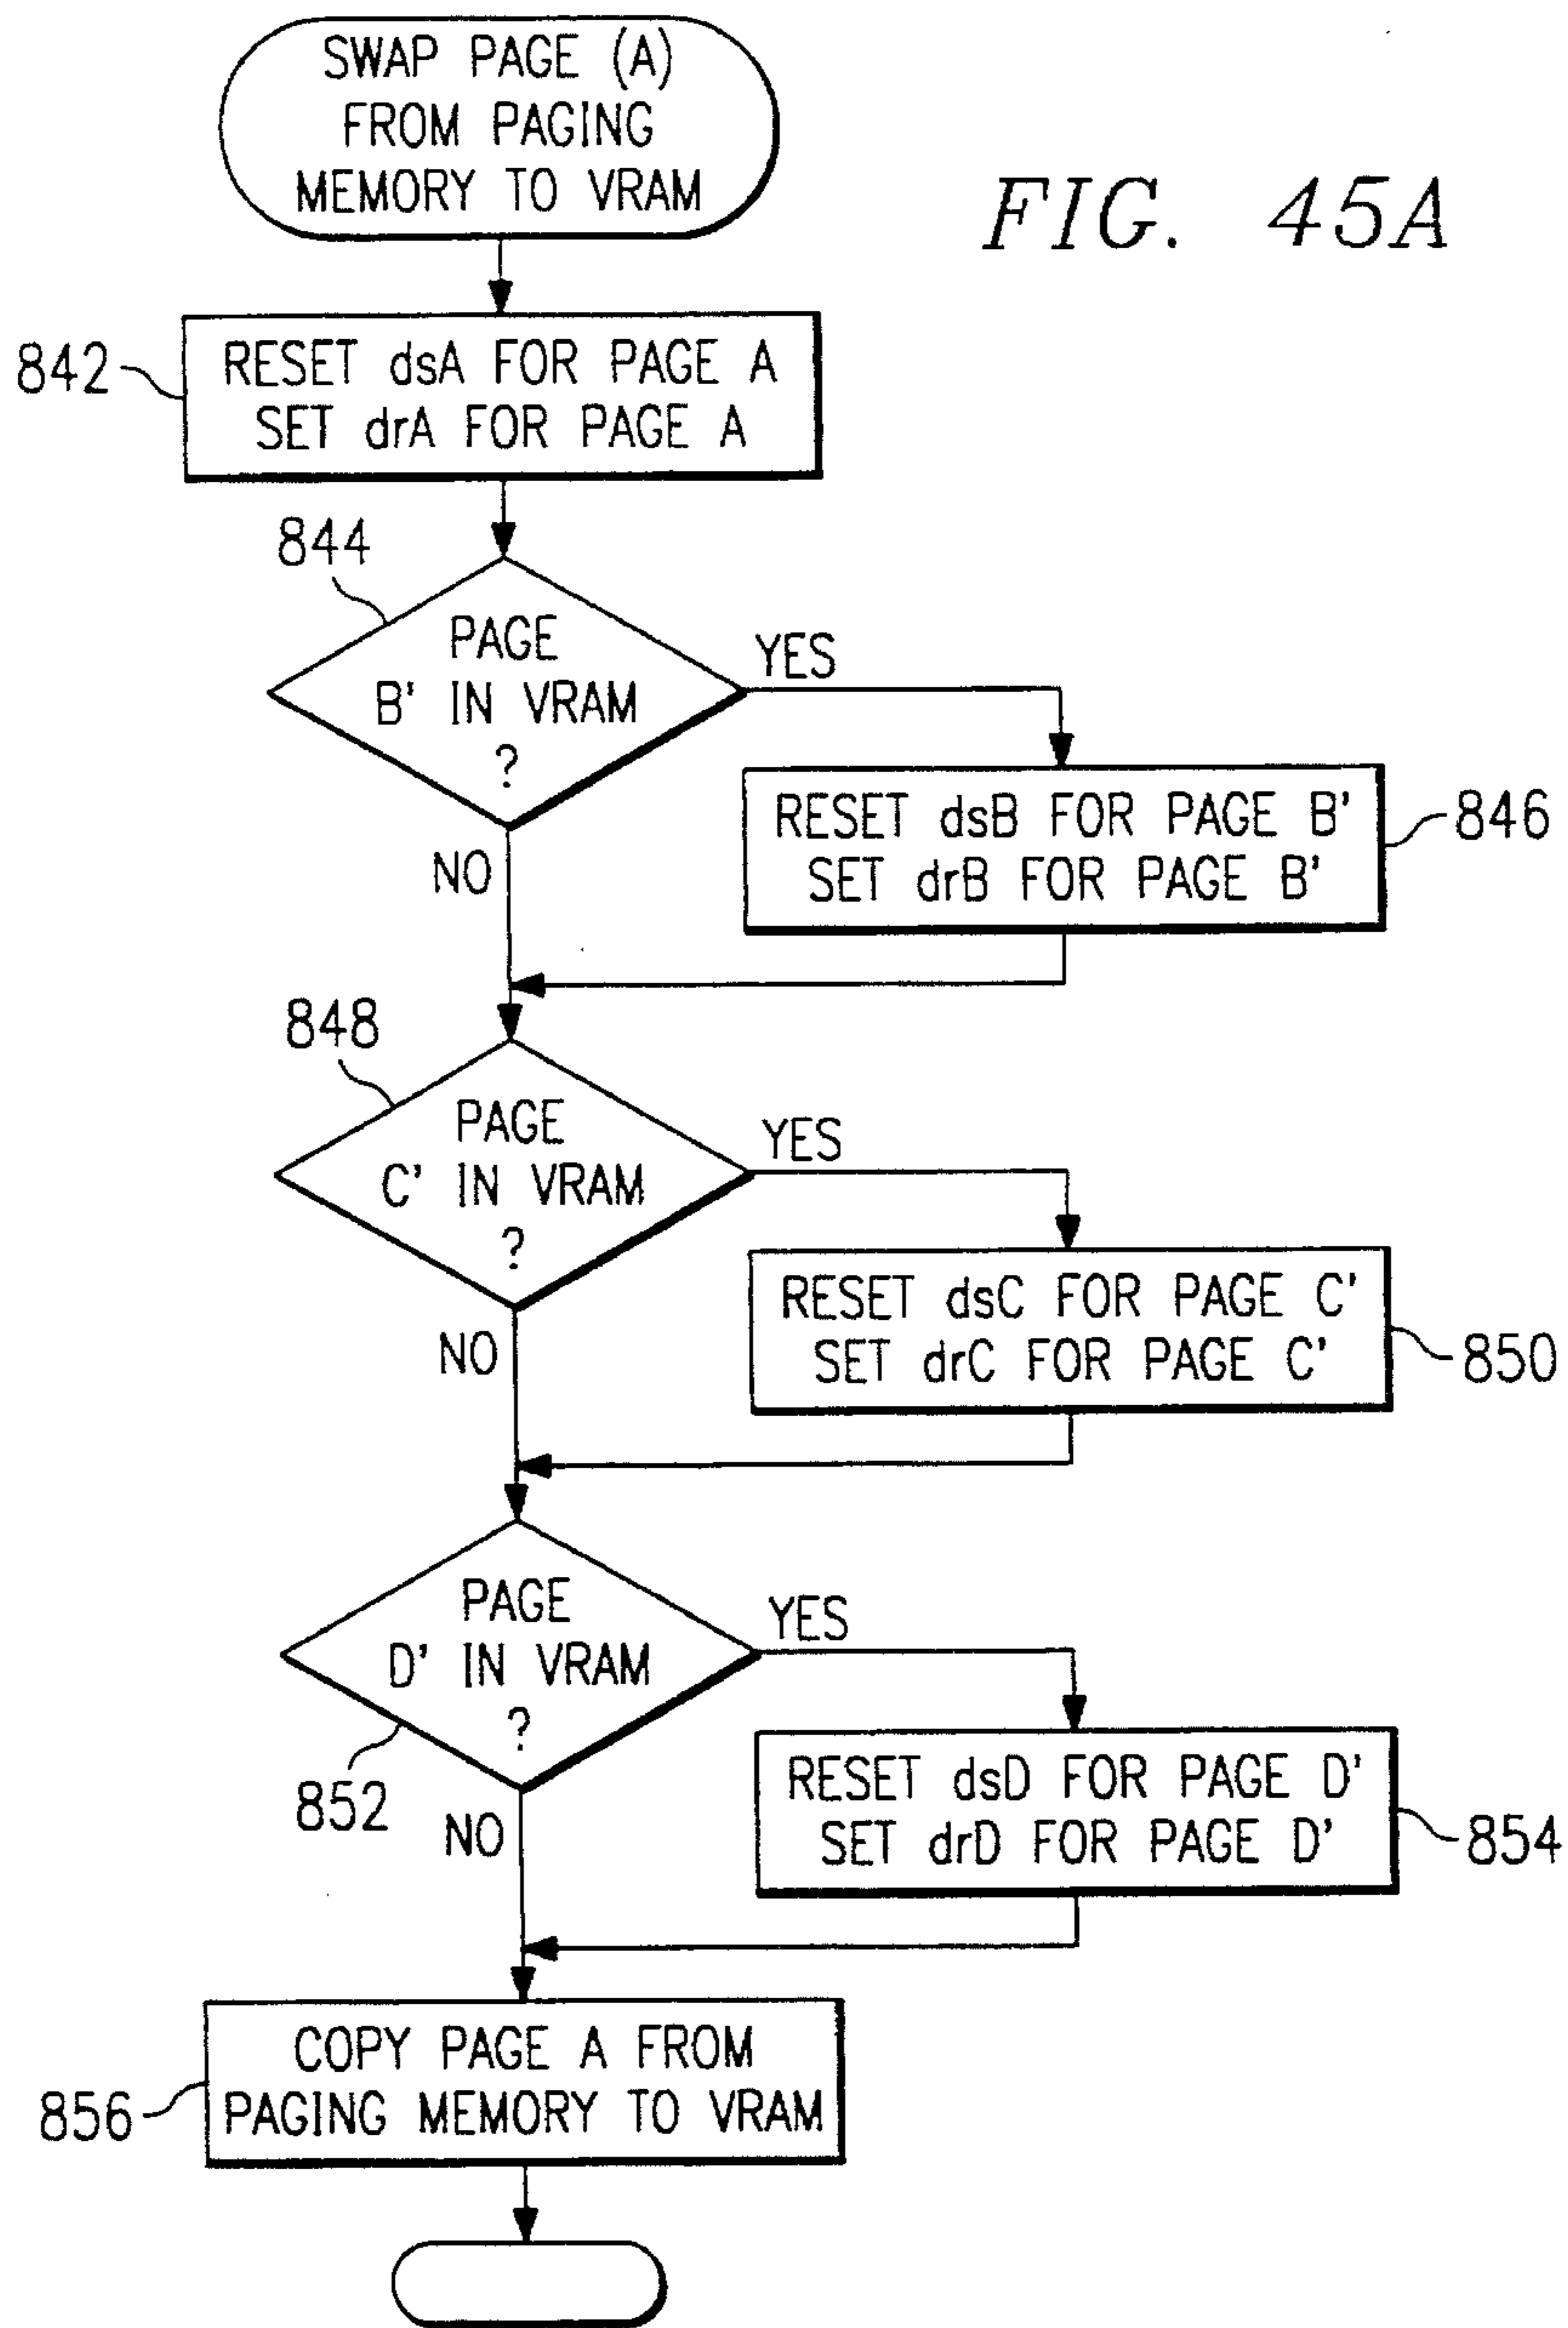 SWAP PAGE (A)
FROM PAGING
MEMORY TO VRAM
FIG. 45A
842
RESET dsA FOR PAGE A
SET drA FOR PAGE A
844
PAGE
B' IN VRAM
?
YES
NO
RESET dsB FOR PAGE B'
SET drB FOR PAGE B'
846
848
PAGE
C' IN VRAM
?
YES
NO
RESET dsC FOR PAGE C'
SET drC FOR PAGE C'
850
PAGE
D' IN VRAM
?
YES
852
NO
RESET dsD FOR PAGE D'
SET drD FOR PAGE D'
854
COPY PAGE A FROM
PAGING MEMORY TO VRAM
856